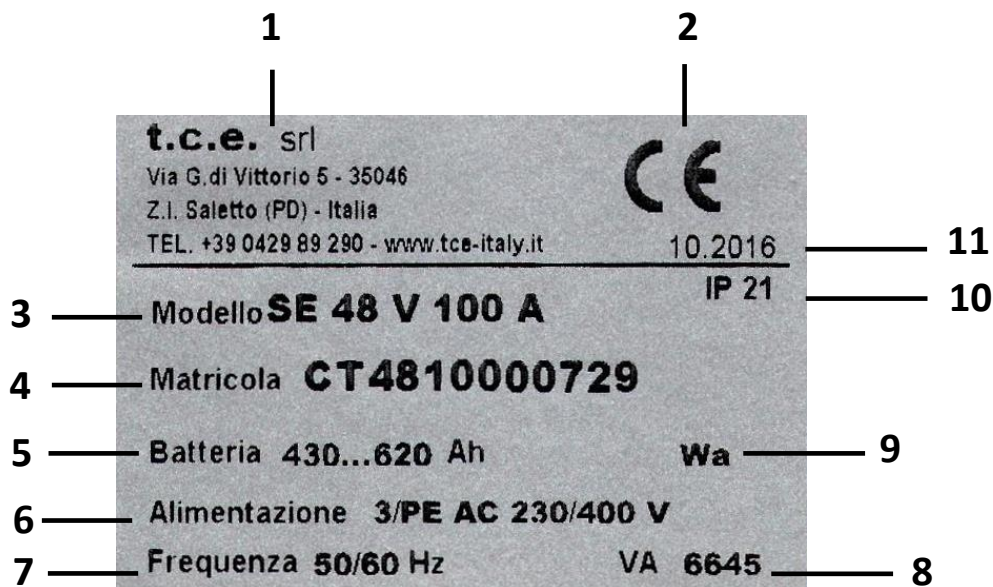 1 2
t.c.e. srl
CE
Via G.di Vittorio 5 - 35046
Z.I. Saletto (PD) - Italia
TEL. +39 0429 89 290 - www.tce-italy.it
10.2016 11
IP 21 10
3 Modello SE 48 V 100 A
4 Matricola CT4810000729
5 Batteria 430...620 Ah Wa 9
6 Alimentazione 3/PE AC 230/400 V
7 Frequenza 50/60 Hz VA 6645 8